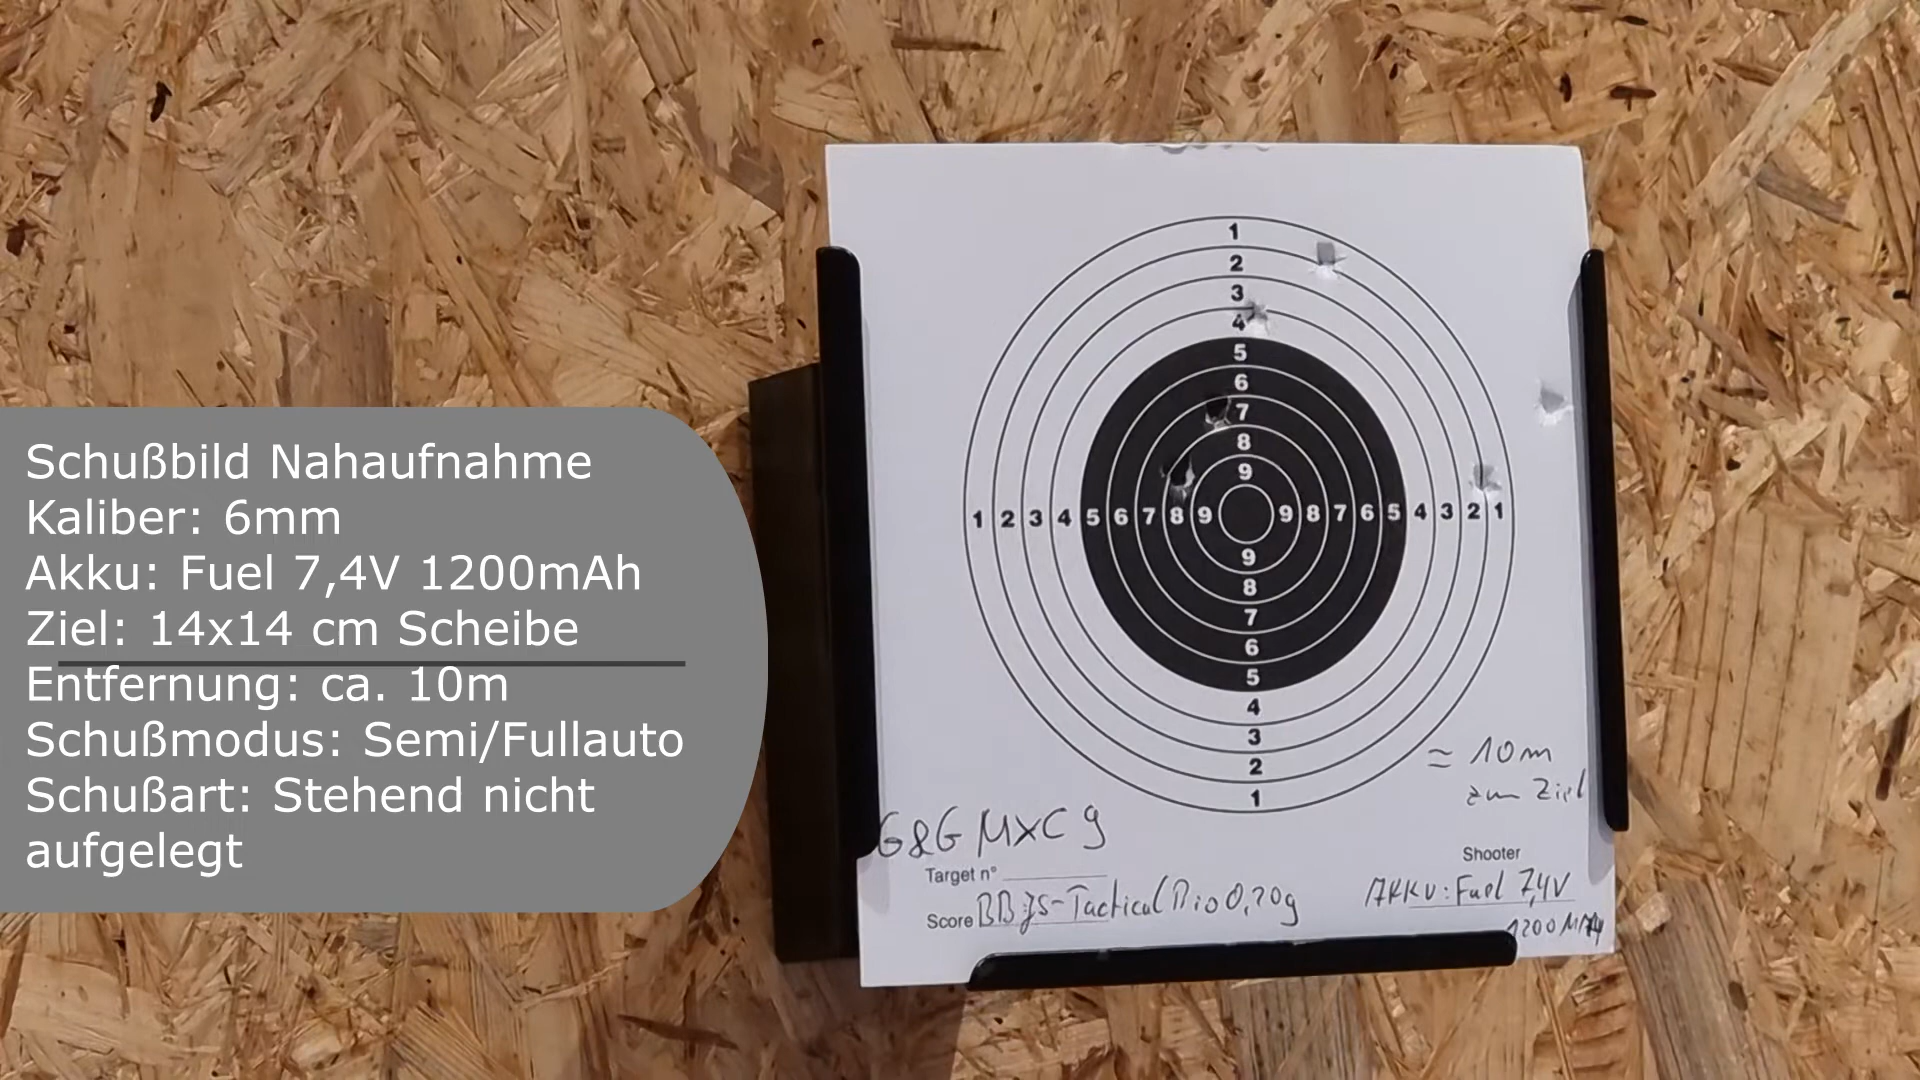 Schußbild Nahaufnahme
Kaliber: 6mm
Akku: Fuel 7,4V 1200mAh
Ziel: 14x14 cm Scheibe
Entfernung: ca. 10m
Schußmodus: Semi/Fullauto
Schußart: Stehend nicht
aufgelegt
1
2
3
4
5
6
7
8
9
1 2 3 4 5 6 7 8 9 9 8 7 6 5 4 3 2 1
9
8
7
6
5
4
3
2
1
≈ 10m
zum Ziel
G&G MXC 9
Shooter
Target n°
Akku: Fuel 7,4V
Score BB JS-Tactical Bio 0,20g
1200 MAH